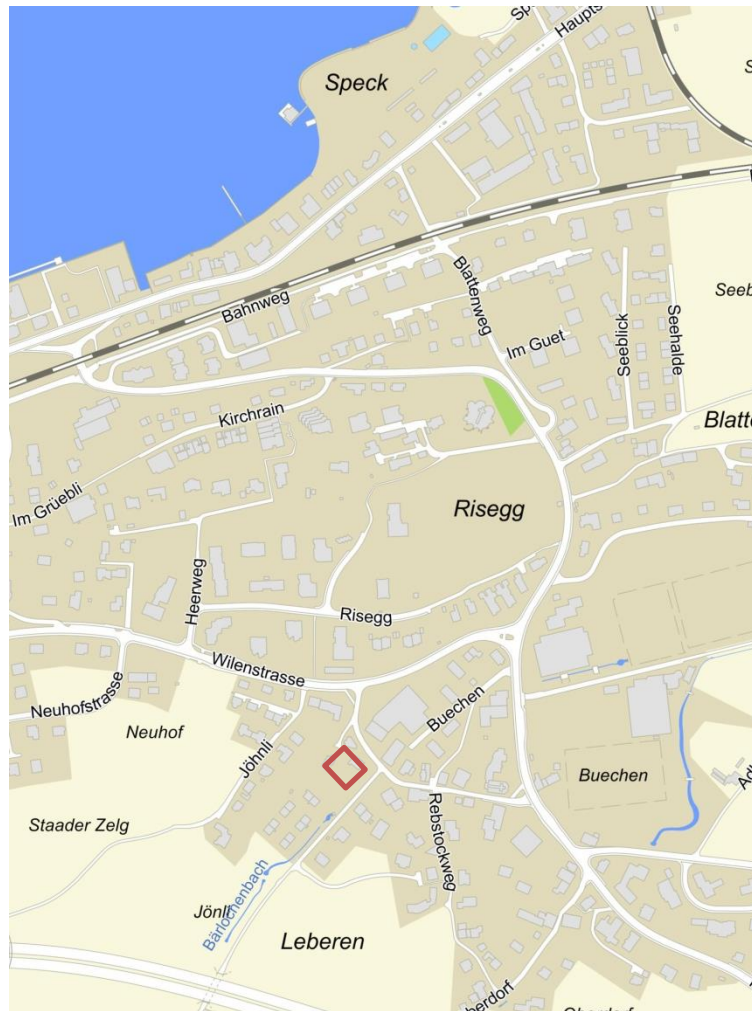 Speck
Bahnweg
Blattenweg
Im Guet
Seeblick
Seehalde
Kirchrain
Im Grüebli
Risegg
Heerweg
Risegg
Wilenstrasse
Neuhofstrasse
Neuhof
Jöhnli
Buechen
Buechen
Staader Zelg
Rebstockweg
Bärlochenbach
Jönli
Leberen